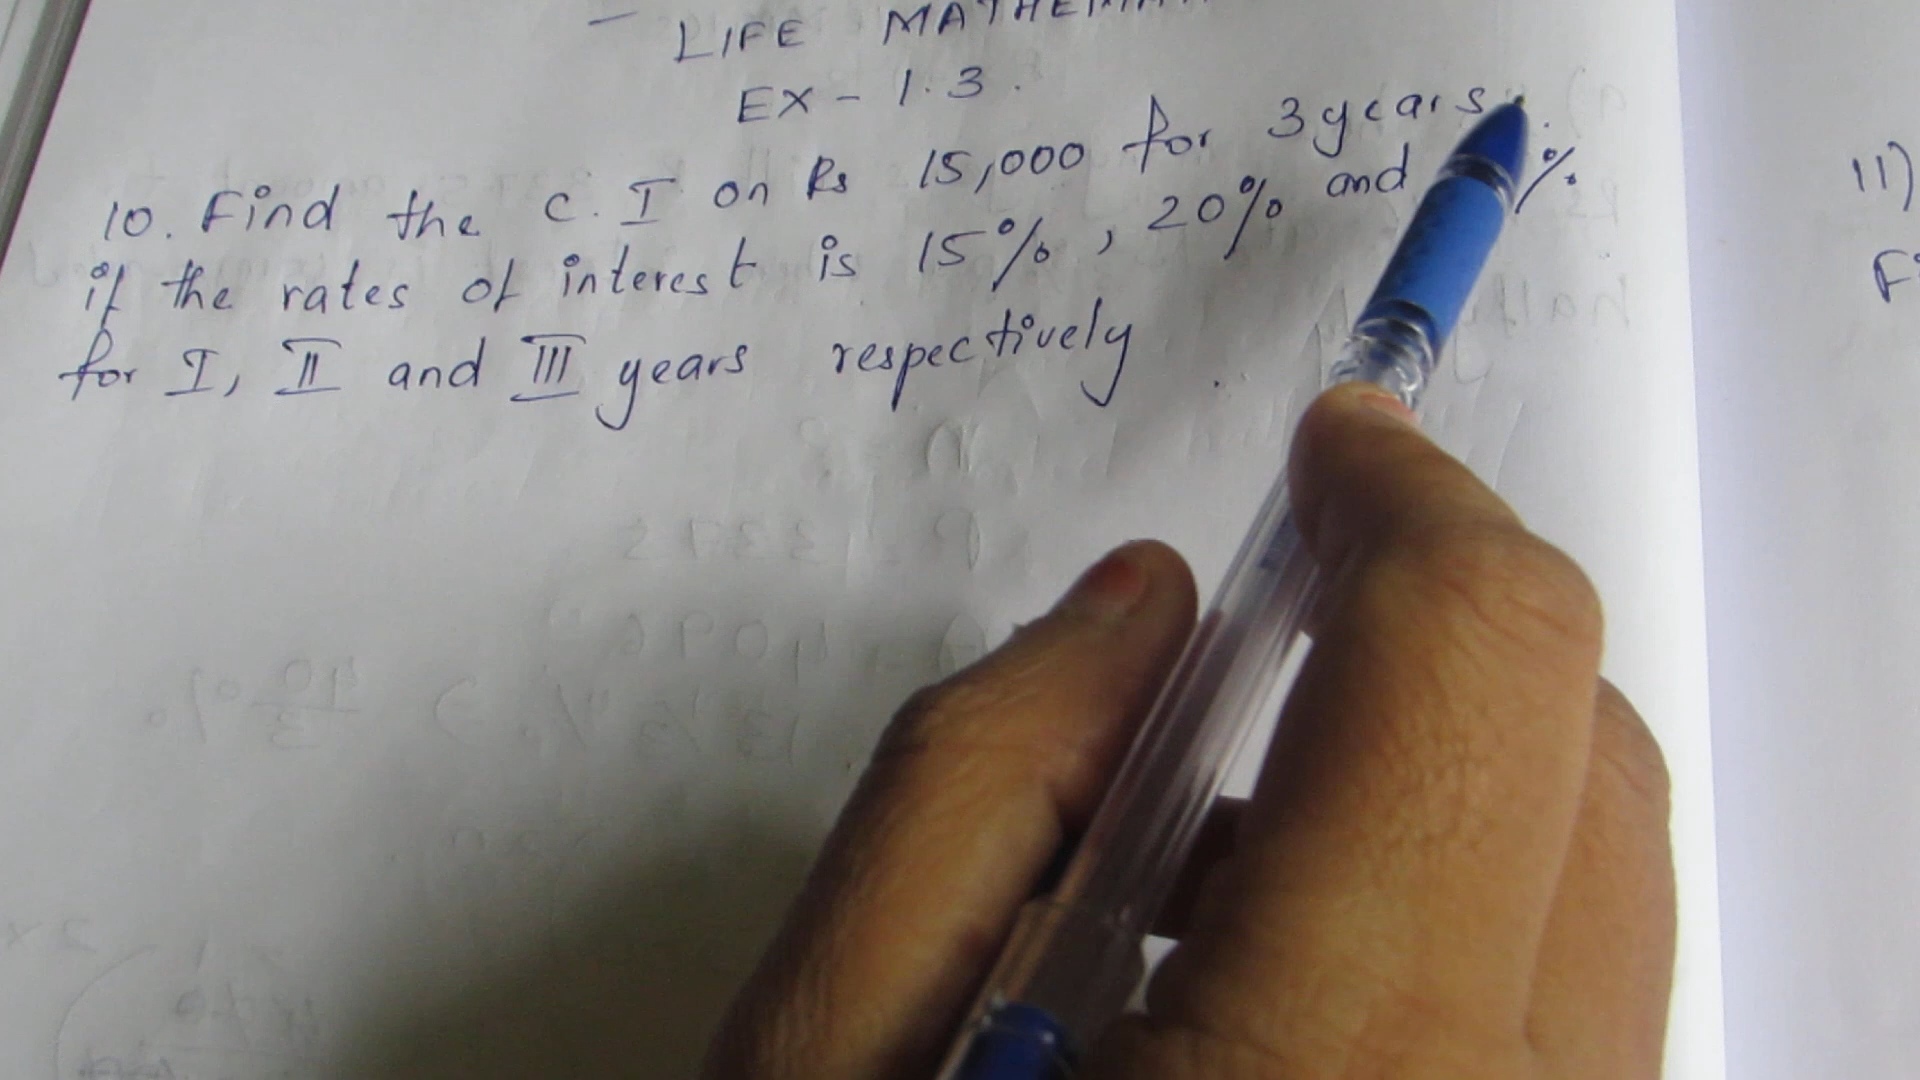 LIFE MATHEMA
EX - 1.3.
10. Find the C. I on Rs 15,000 for 3 years.
if the rates of interest is 15%, 20% and %
for I, II and III years respectively.
11)